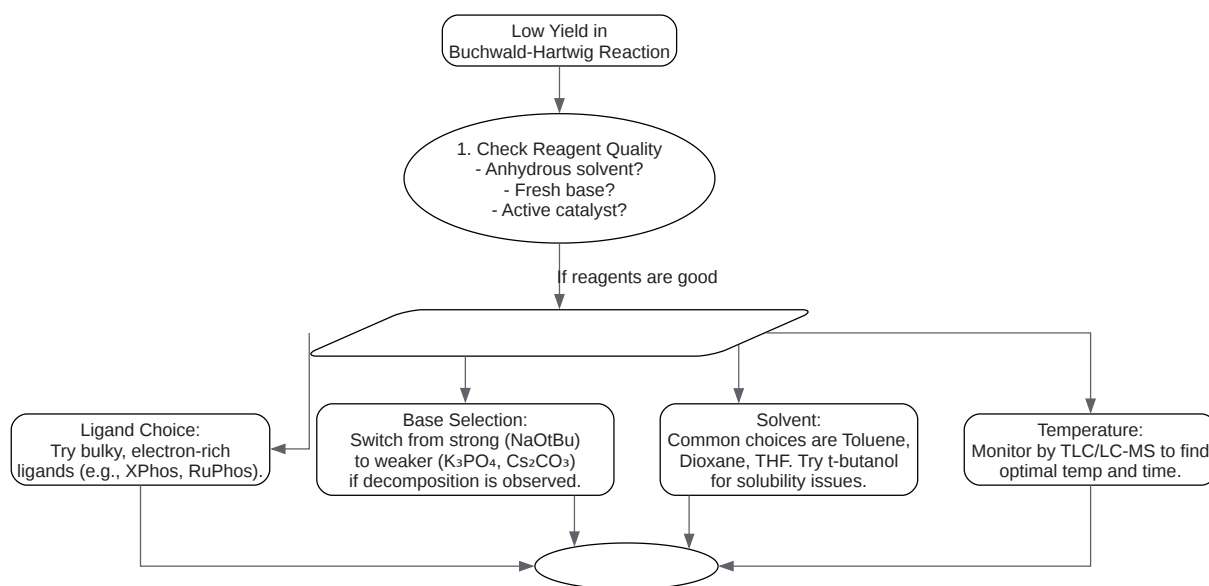 Low Yield in
Buchwald-Hartwig Reaction
1. Check Reagent Quality
- Anhydrous solvent?
- Fresh base?
- Active catalyst?
If reagents are good
Ligand Choice:
Try bulky, electron-rich
ligands (e.g., XPhos, RuPhos).
Base Selection:
Switch from strong (NaOtBu)
to weaker (K₃PO₄, Cs₂CO₃)
if decomposition is observed.
Solvent:
Common choices are Toluene,
Dioxane, THF. Try t-butanol
for solubility issues.
Temperature:
Monitor by TLC/LC-MS to find
optimal temp and time.